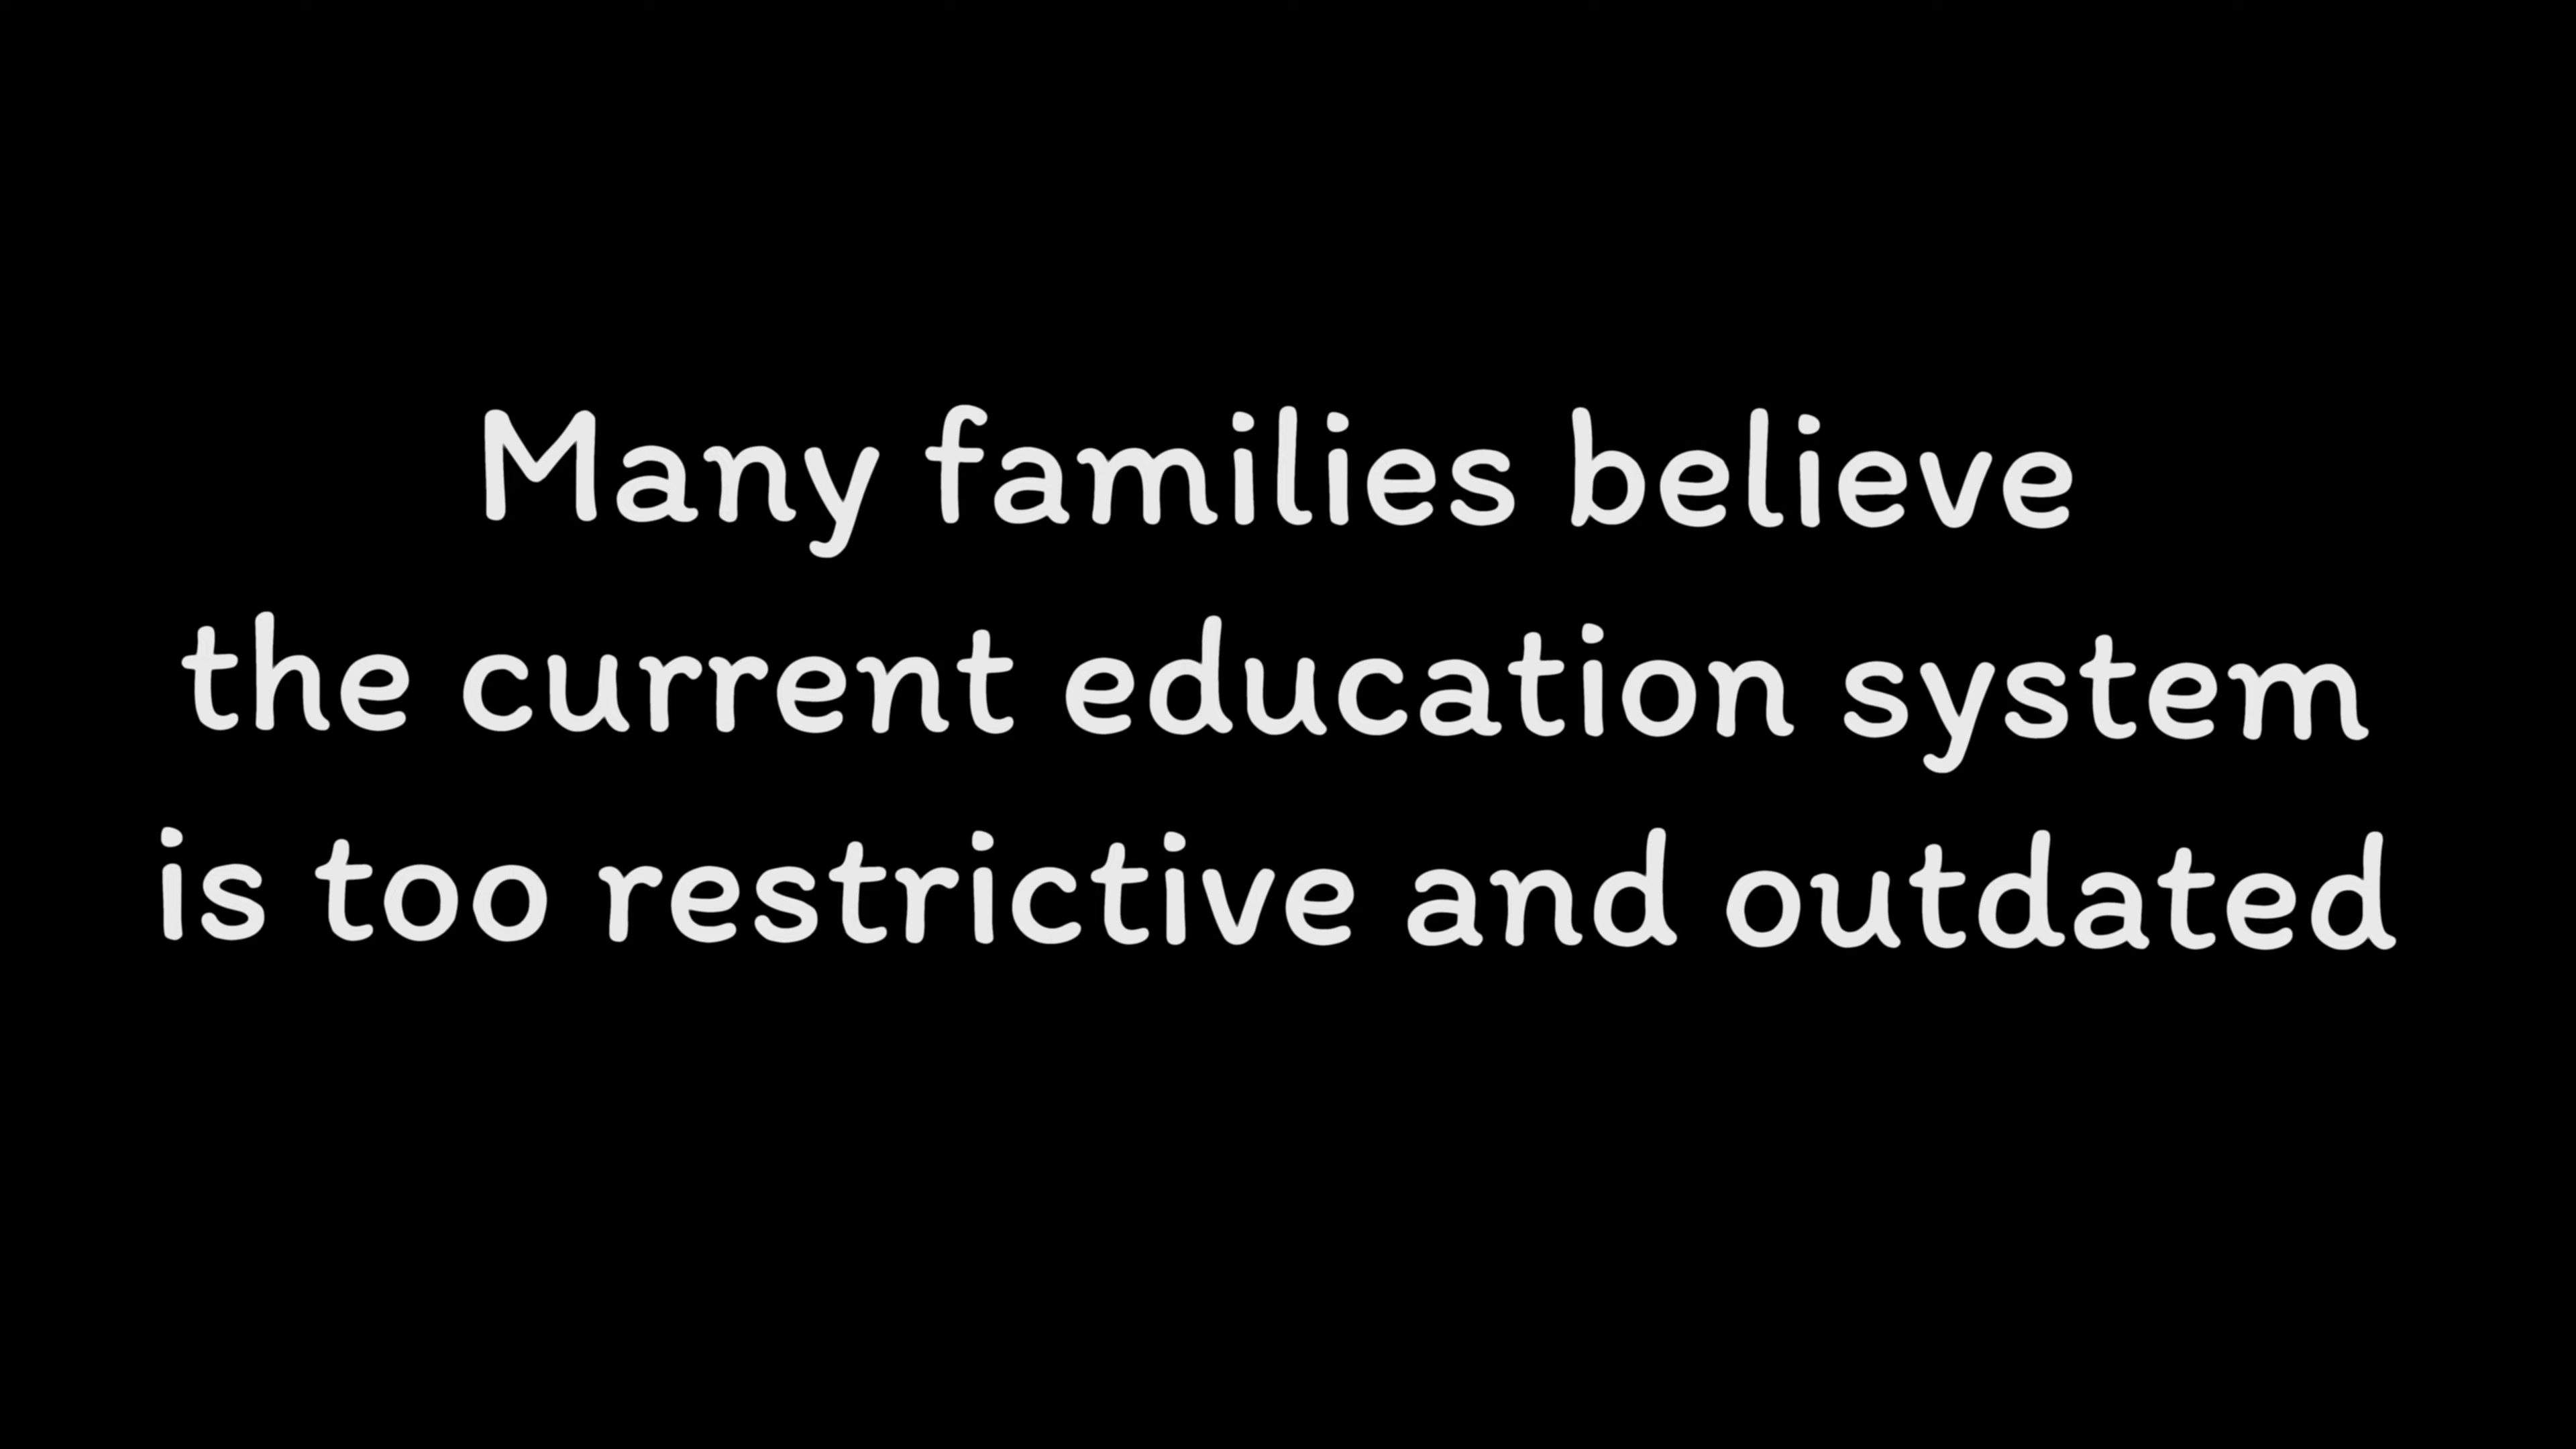 Many families believe
the current education system
is too restrictive and outdated